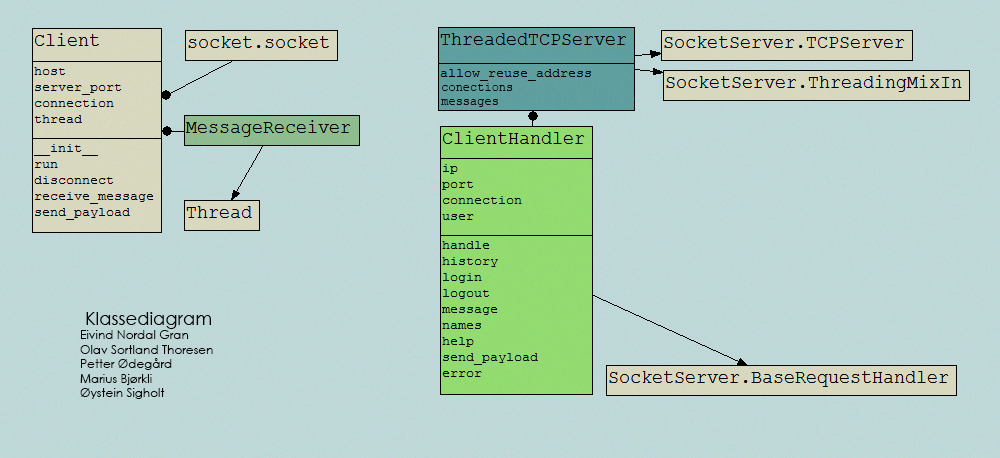 Client
host
server_port
connection
thread
__init__
run
disconnect
receive_message
send_payload
socket.socket
MessageReceiver
Thread
ThreadedTCPServer
allow_reuse_address
conections
messages
SocketServer.TCPServer
SocketServer.ThreadingMixIn
ClientHandler
ip
port
connection
user
handle
history
login
logout
message
names
help
send_payload
error
SocketServer.BaseRequestHandler
Klassediagram
Eivind Nordal Gran
Olav Sortland Thoresen
Petter Ødegård
Marius Bjørkli
Øystein Sigholt